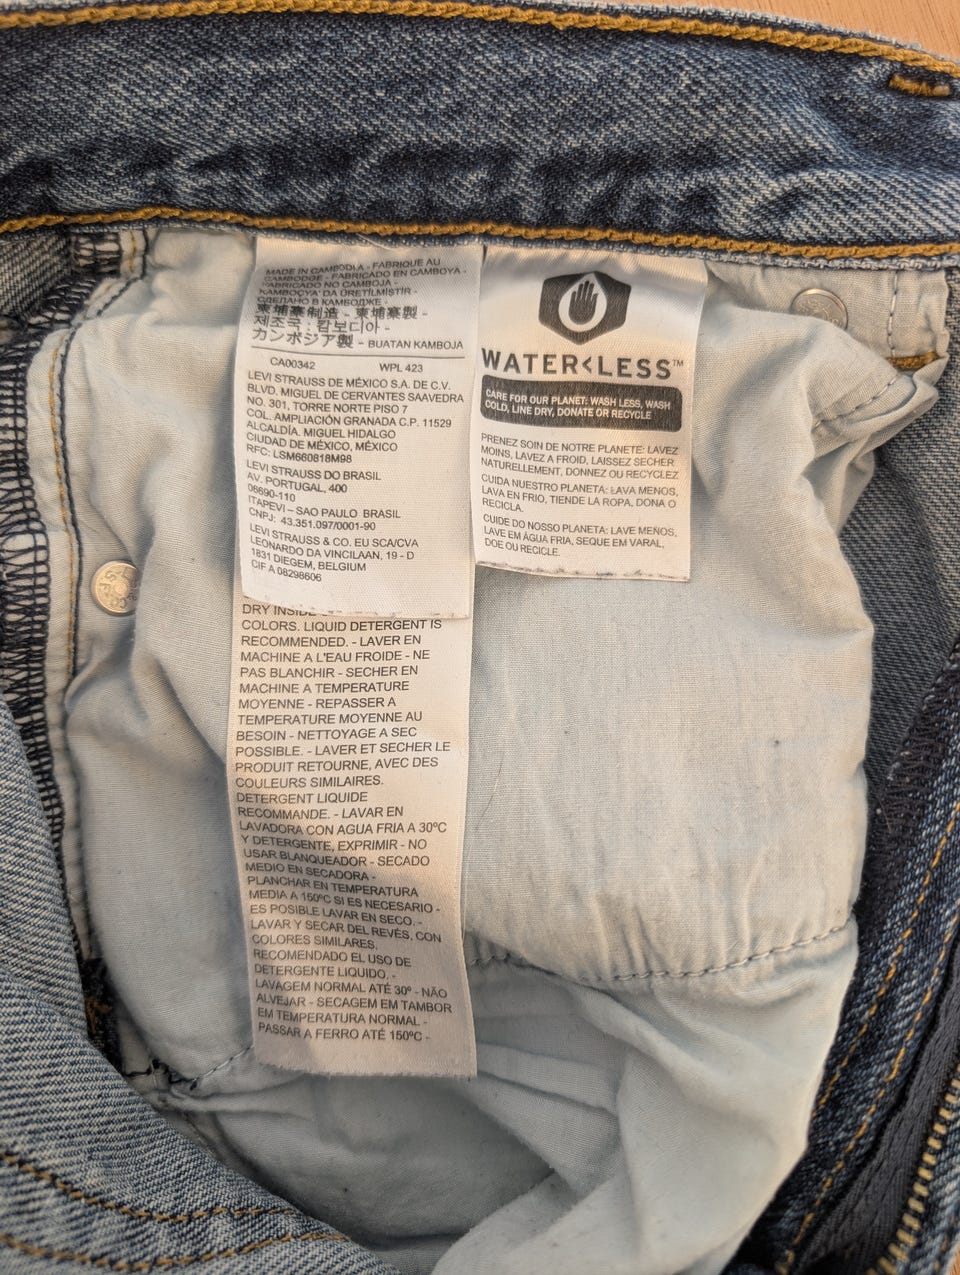 MADE IN CAMBODIA - FABRIQUE AU
CAMBODGE - FABRICADO EN CAMBOYA -
FABRICADO NO CAMBOJA -
KAMBOÇYA' DA ÜRETİLMİSTİR -
СДЕЛАНО В КАМБОДЖЕ -
柬埔寨制造 - 柬埔寨製 -
제조국 : 캄보디아 -
カンボジア製 - BUATAN KAMBOJA
CA00342 WPL 423
LEVI STRAUSS DE MÉXICO S.A. DE C.V.
BLVD. MIGUEL DE CERVANTES SAAVEDRA
NO. 301, TORRE NORTE PISO 7
COL. AMPLIACIÓN GRANADA C.P. 11529
ALCALDÍA. MIGUEL HIDALGO
CIUDAD DE MÉXICO, MÉXICO
RFC: LSM660818M98
LEVI STRAUSS DO BRASIL
AV. PORTUGAL, 400
06690-110
ITAPEVI – SAO PAULO BRASIL
CNPJ: 43.351.097/0001-90
LEVI STRAUSS & CO. EU SCA/CVA
LEONARDO DA VINCILAAN, 19 - D
1831 DIEGEM, BELGIUM
CIF A 08298606
DRY INSIDE
COLORS. LIQUID DETERGENT IS
RECOMMENDED. - LAVER EN
MACHINE A L'EAU FROIDE - NE
PAS BLANCHIR - SECHER EN
MACHINE A TEMPERATURE
MOYENNE - REPASSER A
TEMPERATURE MOYENNE AU
BESOIN - NETTOYAGE A SEC
POSSIBLE. - LAVER ET SECHER LE
PRODUIT RETOURNE, AVEC DES
COULEURS SIMILAIRES.
DETERGENT LIQUIDE
RECOMMANDE. - LAVAR EN
LAVADORA CON AGUA FRIA A 30ºC
Y DETERGENTE, EXPRIMIR - NO
USAR BLANQUEADOR - SECADO
MEDIO EN SECADORA -
PLANCHAR EN TEMPERATURA
MEDIA A 150ºC SI ES NECESARIO -
ES POSIBLE LAVAR EN SECO. -
LAVAR Y SECAR DEL REVÉS, CON
COLORES SIMILARES.
RECOMENDADO EL USO DE
DETERGENTE LIQUIDO. -
LAVAGEM NORMAL ATÉ 30º - NÃO
ALVEJAR - SECAGEM EM TAMBOR
EM TEMPERATURA NORMAL -
PASSAR A FERRO ATÉ 150ºC -
WATER<LESS™
CARE FOR OUR PLANET: WASH LESS, WASH
COLD, LINE DRY, DONATE OR RECYCLE
PRENEZ SOIN DE NOTRE PLANETE: LAVEZ
MOINS, LAVEZ A FROID, LAISSEZ SECHER
NATURELLEMENT, DONNEZ OU RECYCLEZ
CUIDA NUESTRO PLANETA: LAVA MENOS,
LAVA EN FRIO, TIENDE LA ROPA, DONA O
RECICLA.
CUIDE DO NOSSO PLANETA: LAVE MENOS,
LAVE EM ÁGUA FRIA, SEQUE EM VARAL,
DOE OU RECICLE.